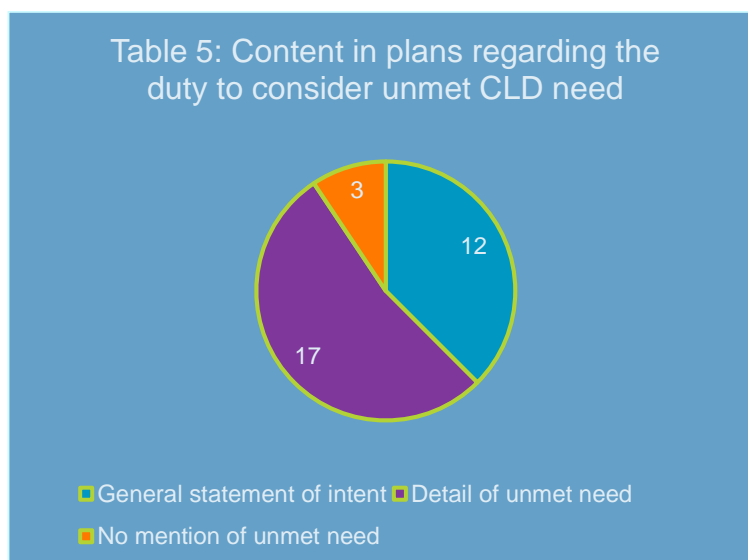 Table 5: Content in plans regarding the
duty to consider unmet CLD need
3
12
17
General statement of intent Detail of unmet need
No mention of unmet need